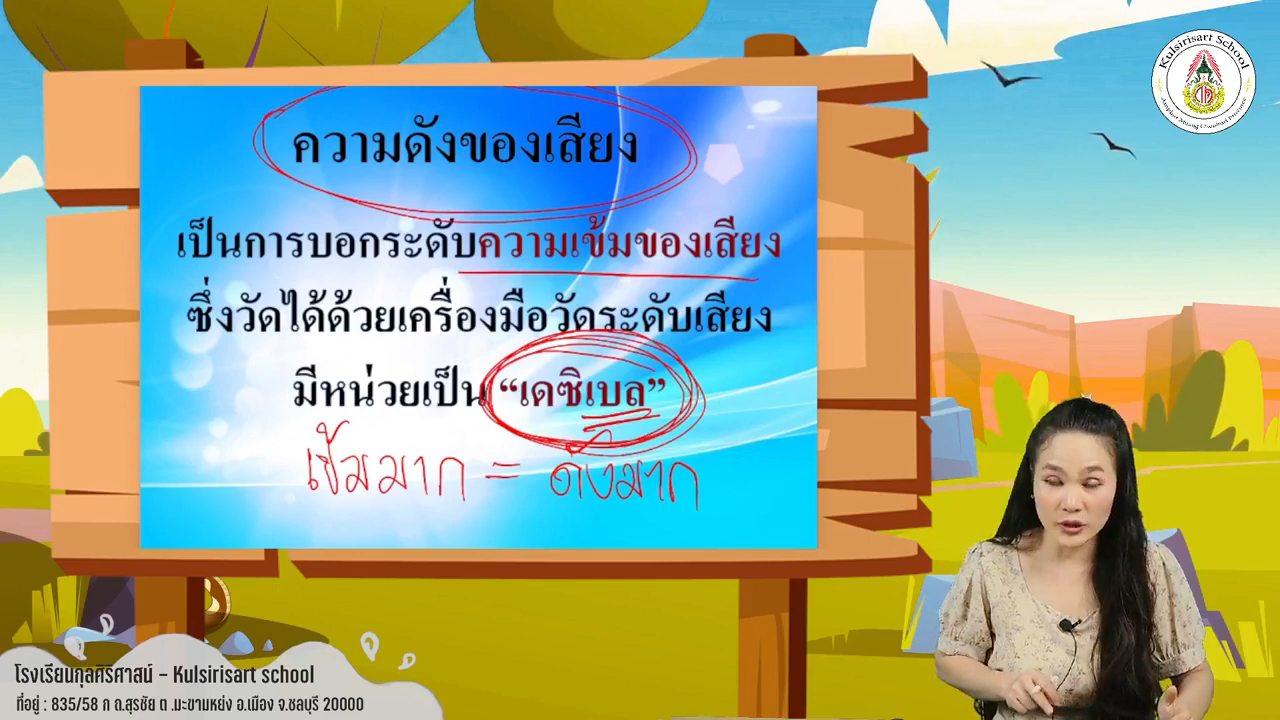 ความดังของเสียง
เป็นการบอกระดับความเข้มของเสียง
ซึ่งวัดได้ด้วยเครื่องมือวัดระดับเสียง
มีหน่วยเป็น “เดซิเบล”
เข้มมาก = ดังมาก
Kulsirisart School
โรงเรียนกุลศิริศาสน์ - Kulsirisart school
ที่อยู่ : 835/58 ก ถ.สุรชัย ต.มะขามหย่ง อ.เมือง จ.ชลบุรี 20000